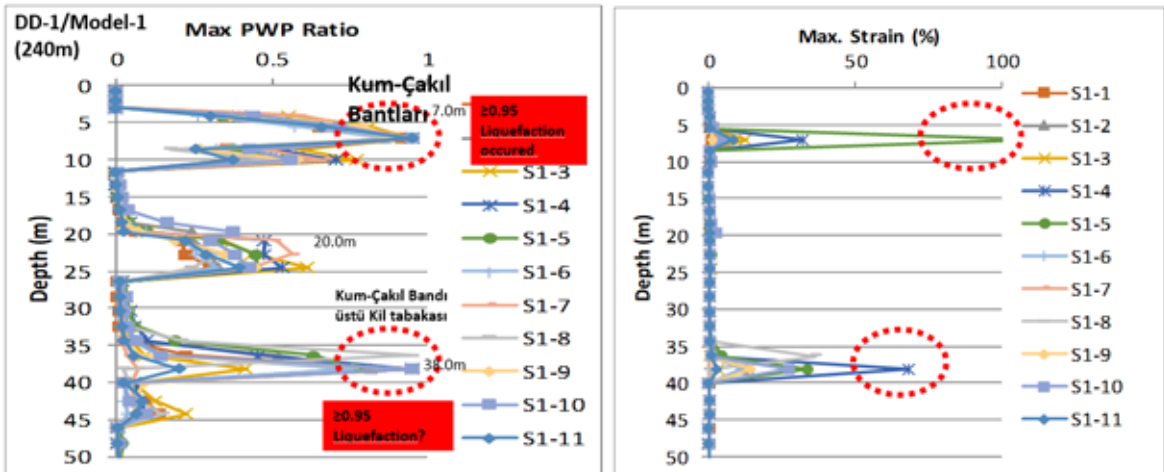 DD-1/Model-1
(240m)
Max PWP Ratio
0
0.5
1
Kum-Çakıl
Bantları
7.0m
≥0.95
Liquefaction
occured
0
5
10
15
20
25
30
35
40
45
50
Depth (m)
20.0m
Kum-Çakıl Bandı
üstü Kil tabakası
38.0m
≥0.95
Liquefaction?
S1-3
S1-4
S1-5
S1-6
S1-7
S1-8
S1-9
S1-10
S1-11
Max. Strain (%)
0
50
100
0
5
10
15
20
25
30
35
40
45
50
Depth (m)
S1-1
S1-2
S1-3
S1-4
S1-5
S1-6
S1-7
S1-8
S1-9
S1-10
S1-11